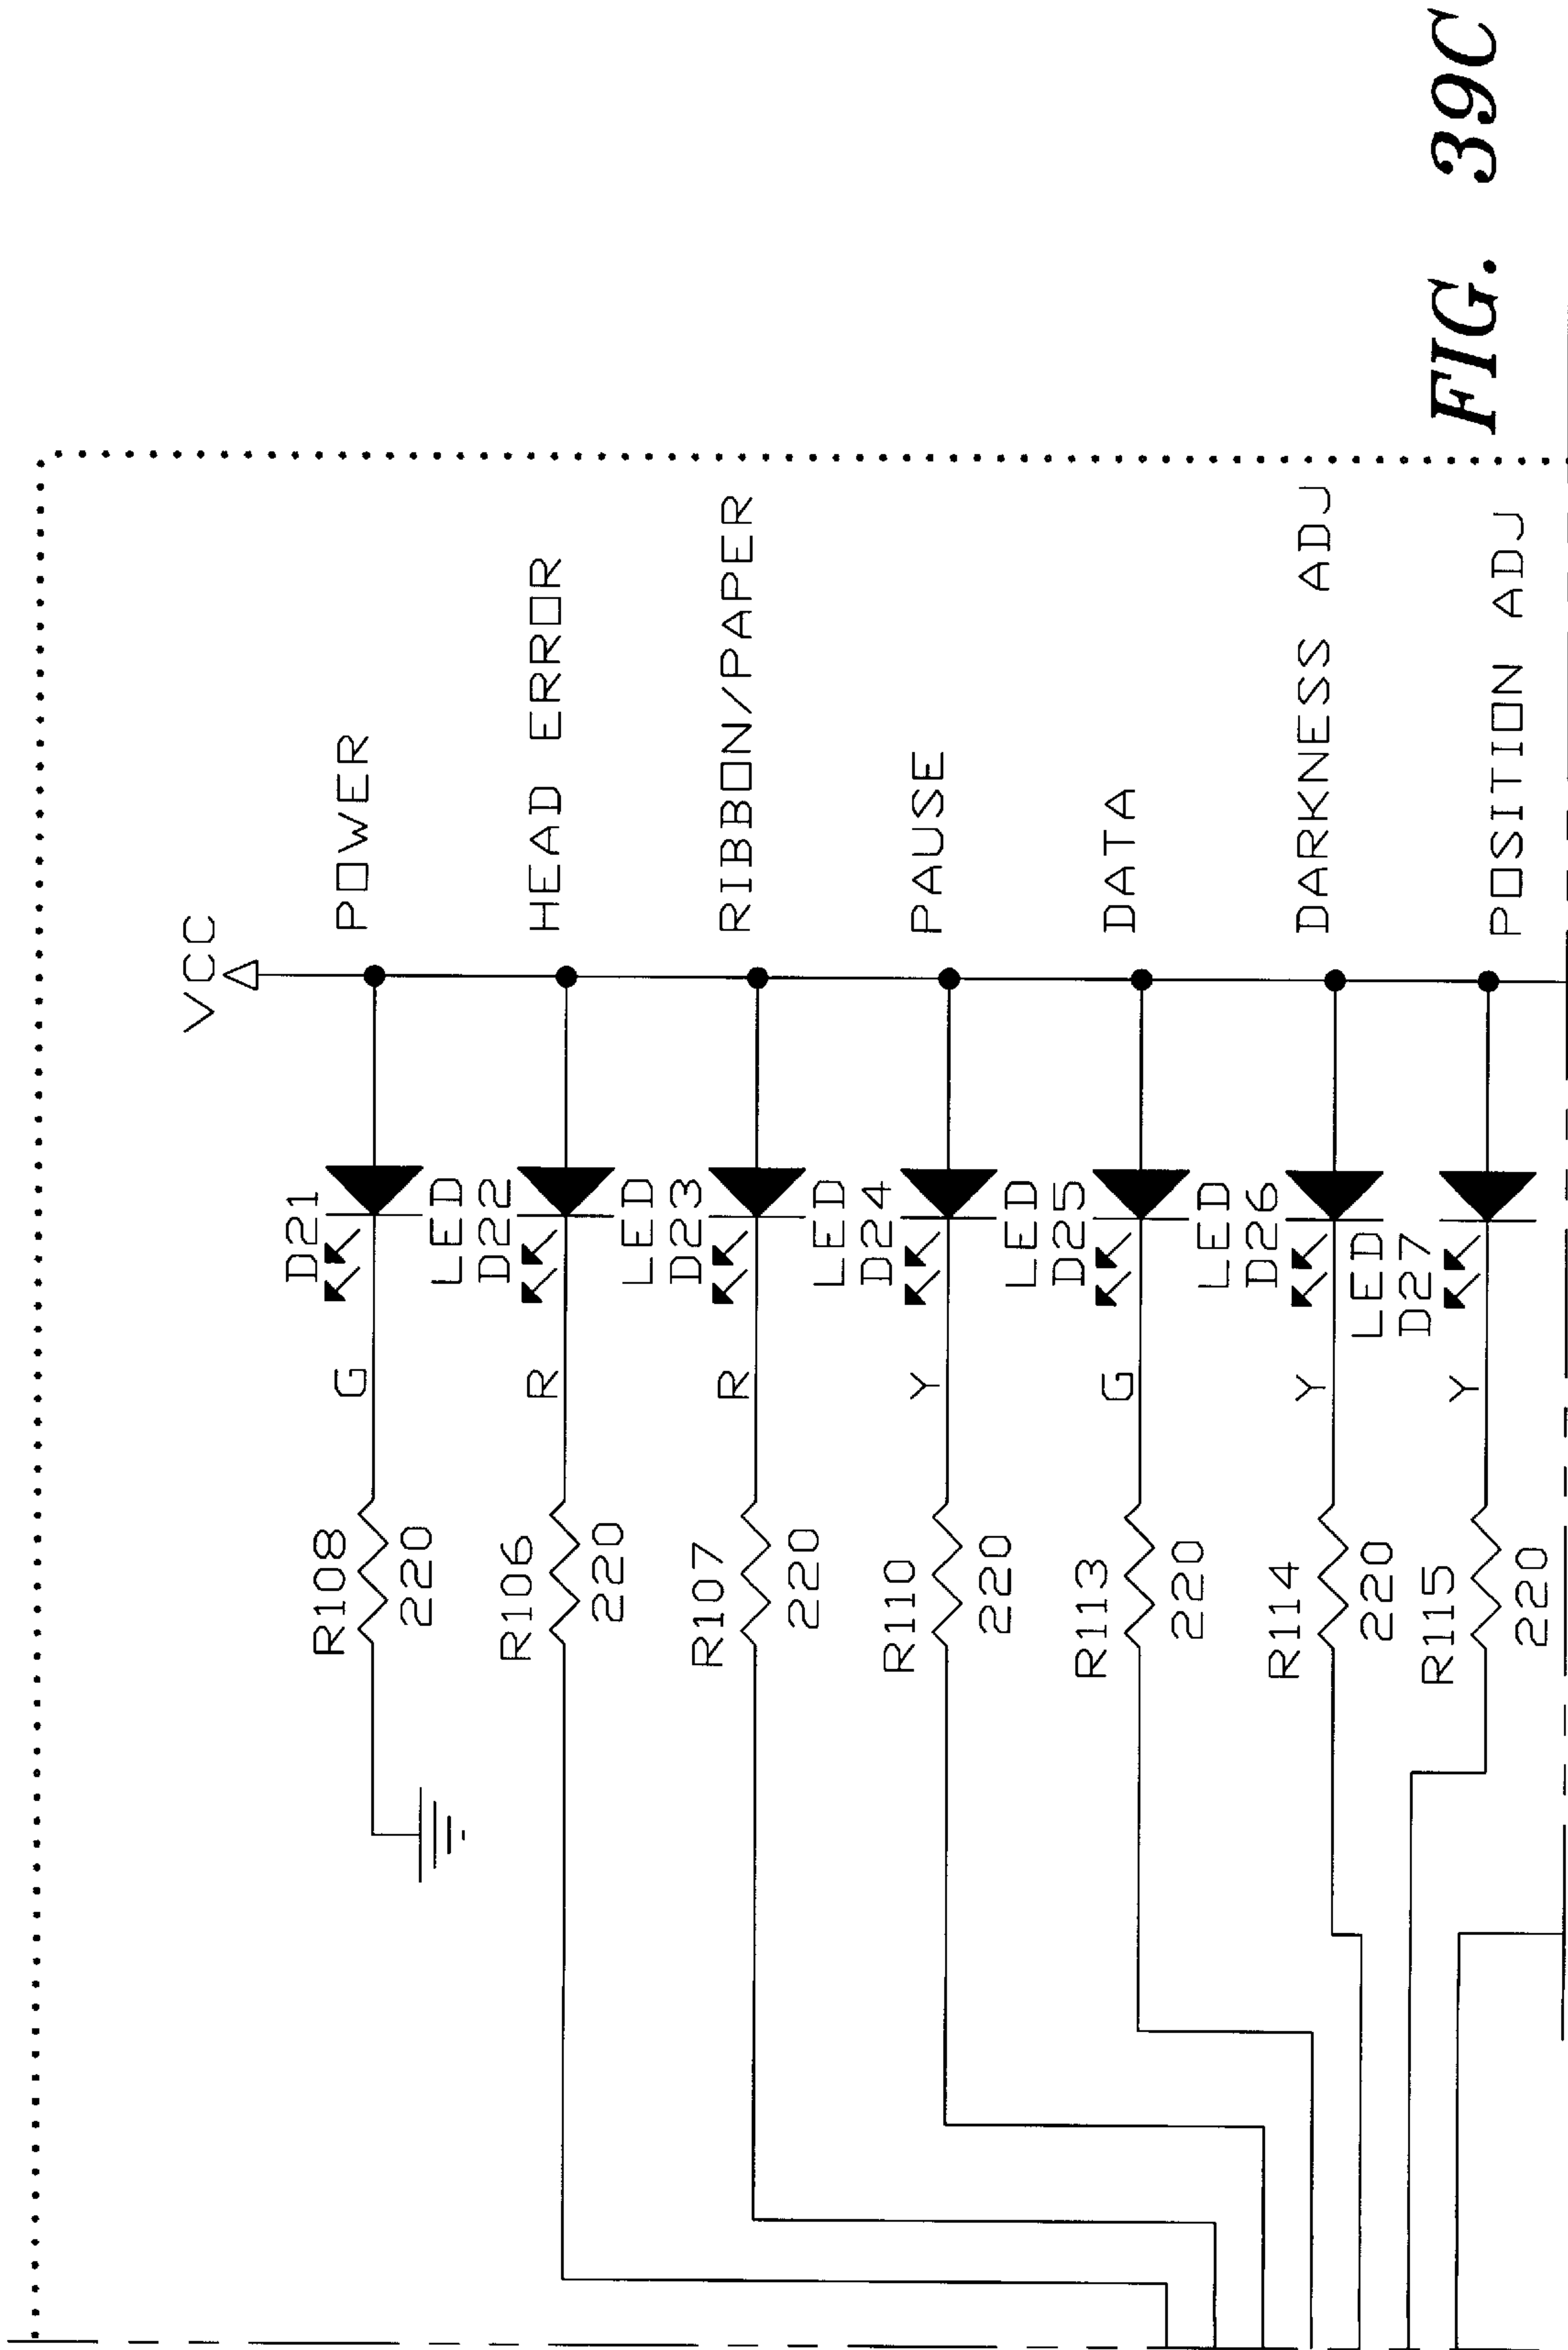 VCC
D21
G
R108
220
POWER
LED
D22
R
R106
220
HEAD ERROR
LED
D23
R
R107
220
RIBBON/PAPER
LED
D24
Y
R110
220
PAUSE
LED
D25
G
R113
220
DATA
LED
D26
Y
R114
220
DARKNESS ADJ
LED
D27
Y
R115
220
POSITION ADJ
FIG. 39C